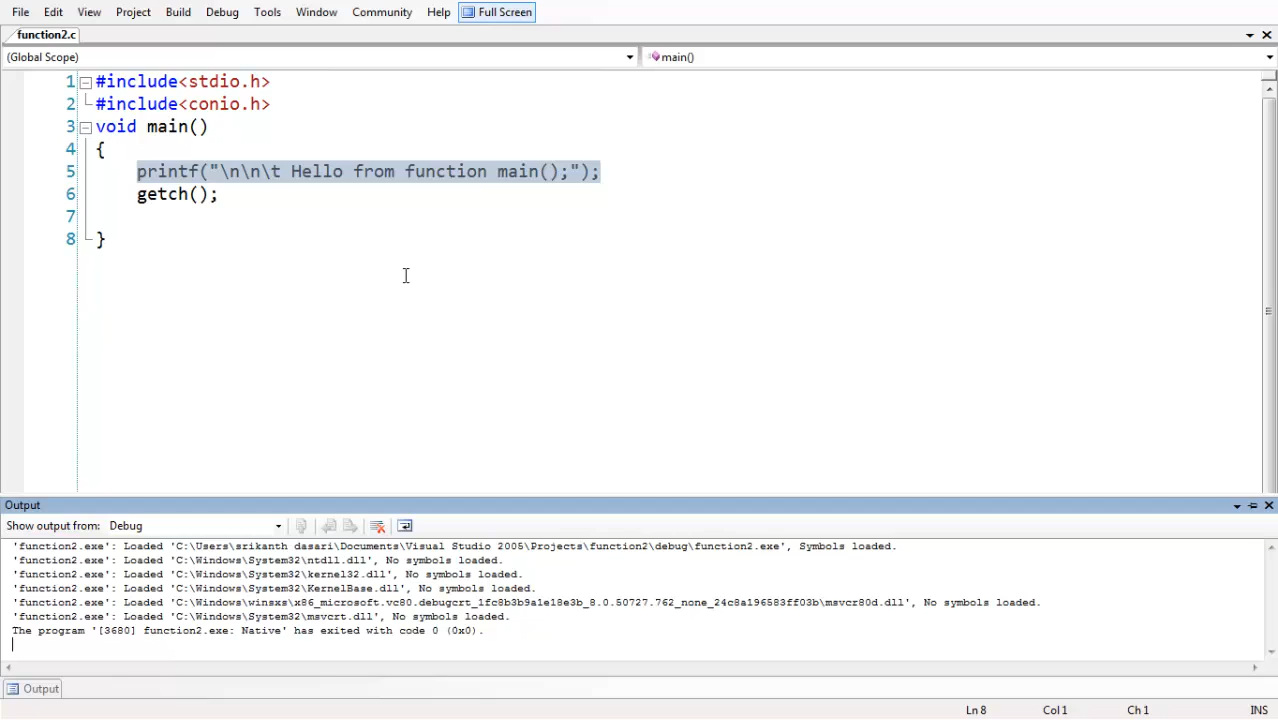 File Edit View Project Build Debug Tools Window Community Help Full Screen
function2.c
(Global Scope) main()
1 #include<stdio.h>
2 #include<conio.h>
3 void main()
4 {
5 printf("\n\n\t Hello from function main();");
6 getch();
7
8 }
Output
Show output from: Debug
'function2.exe': Loaded 'C:\Users\srikanth dasari\Documents\Visual Studio 2005\Projects\function2\debug\function2.exe', Symbols loaded.
'function2.exe': Loaded 'C:\Windows\System32\ntdll.dll', No symbols loaded.
'function2.exe': Loaded 'C:\Windows\System32\kernel32.dll', No symbols loaded.
'function2.exe': Loaded 'C:\Windows\System32\KernelBase.dll', No symbols loaded.
'function2.exe': Loaded 'C:\Windows\winsxs\x86_microsoft.vc80.debugcrt_1fc8b3b9a1e18e3b_8.0.50727.762_none_24c8a196583ff03b\msvcr80d.dll', No symbols loaded.
'function2.exe': Loaded 'C:\Windows\System32\msvcrt.dll', No symbols loaded.
The program '[3680] function2.exe: Native' has exited with code 0 (0x0).
Output
Ln 8 Col 1 Ch 1 INS